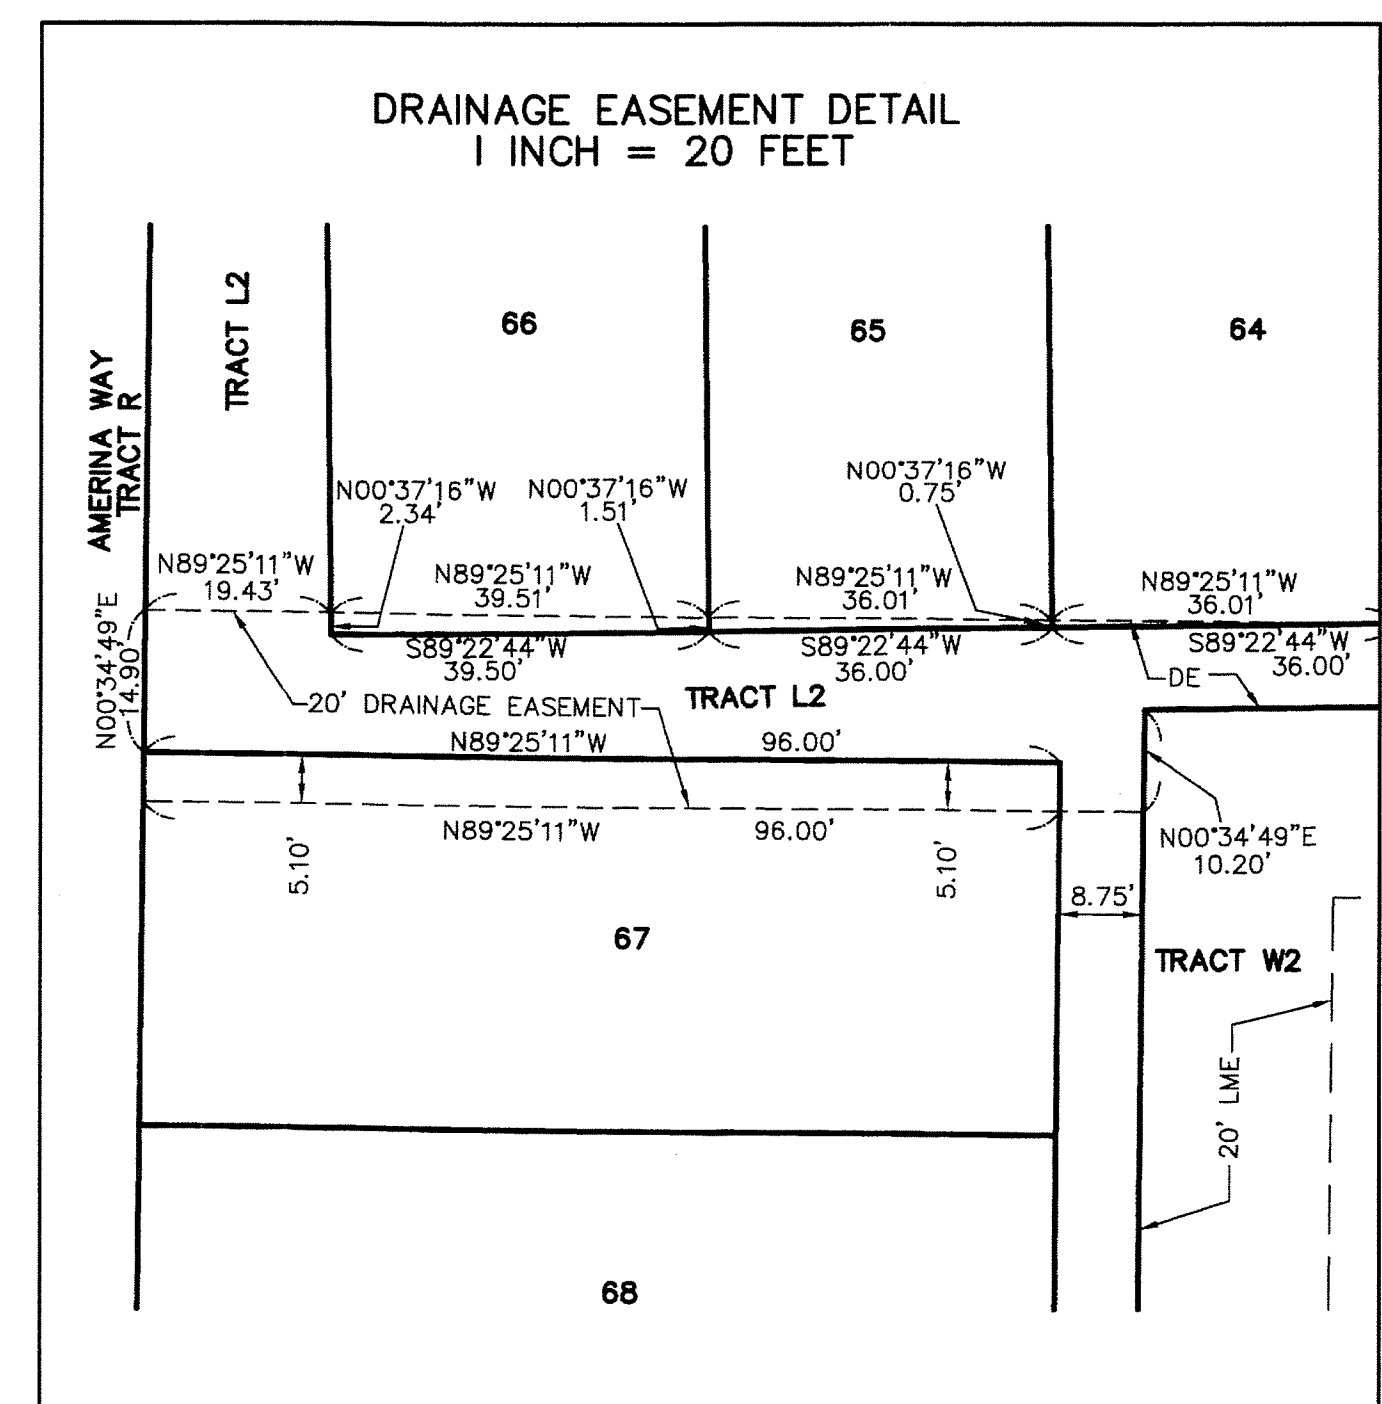 DRAINAGE EASEMENT DETAIL
1 INCH = 20 FEET
TRACT L2
66
65
64
AMERINA WAY
TRACT R
N00°37'16"W
2.34'
N00°37'16"W
1.51'
N00°37'16"W
0.75'
N89°25'11"W
19.43'
N89°25'11"W
39.51'
N89°25'11"W
36.01'
N89°25'11"W
36.01'
N00°34'49"E
14.90'
S89°22'44"W
39.50'
S89°22'44"W
36.00'
S89°22'44"W
36.00'
DE
20' DRAINAGE EASEMENT
TRACT L2
N89°25'11"W 96.00'
N89°25'11"W 96.00'
5.10'
5.10'
N00°34'49"E
10.20'
8.75'
67
TRACT W2
20' LME
68